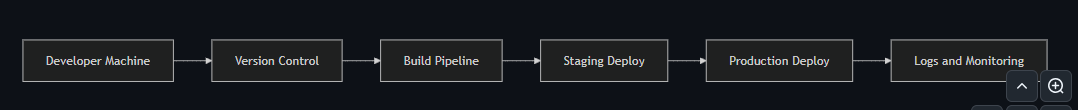 Developer Machine
Version Control
Build Pipeline
Staging Deploy
Production Deploy
Logs and Monitoring